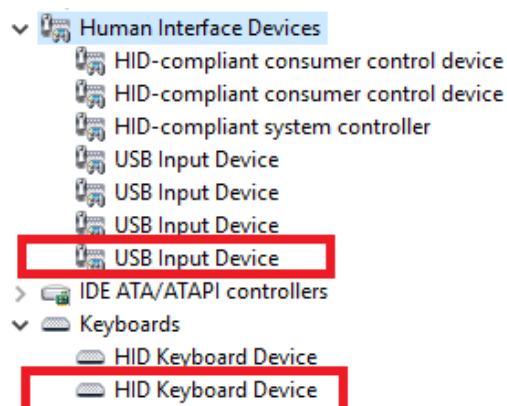 Human Interface Devices
HID-compliant consumer control device
HID-compliant consumer control device
HID-compliant system controller
USB Input Device
USB Input Device
USB Input Device
USB Input Device
IDE ATA/ATAPI controllers
Keyboards
HID Keyboard Device
HID Keyboard Device